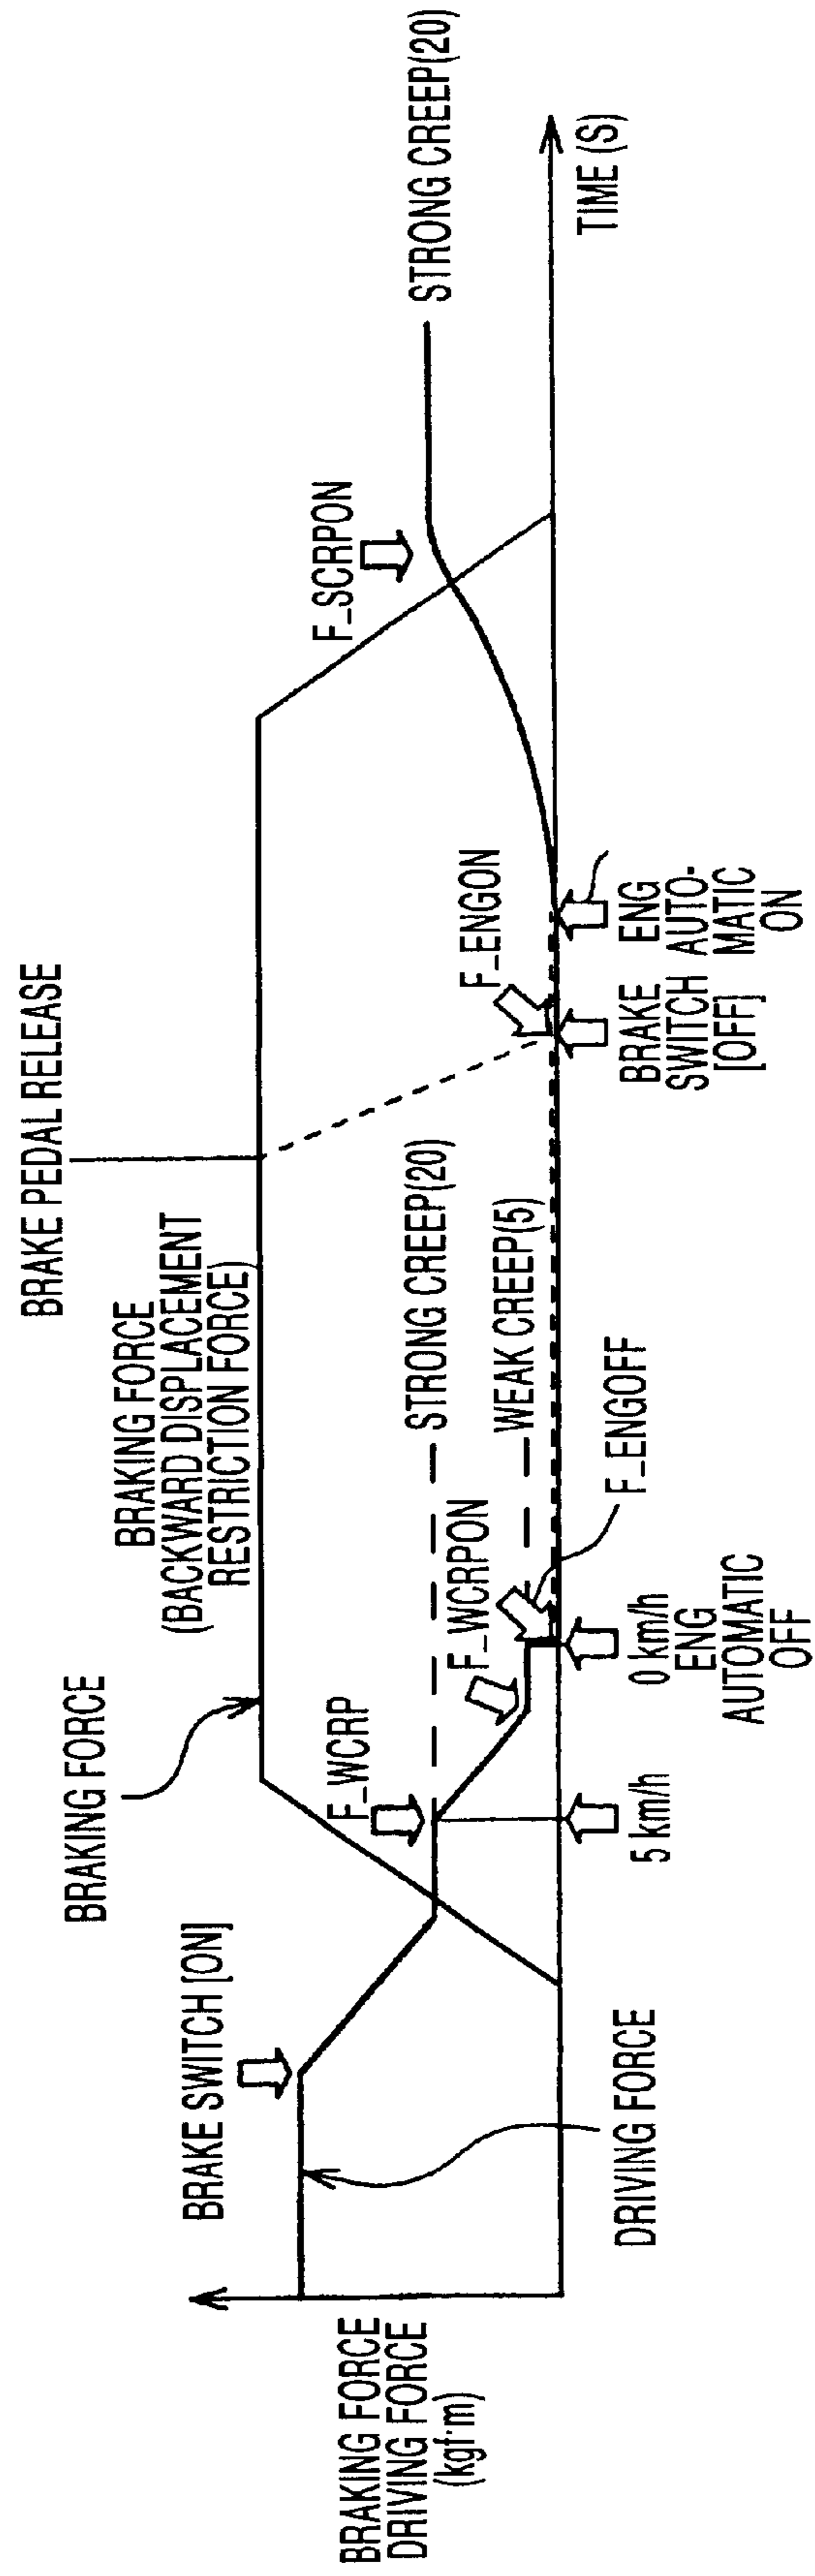 BRAKING FORCE
DRIVING FORCE
(kgf·m)
BRAKE SWITCH [ON]
DRIVING FORCE
BRAKING FORCE
F_WCRP
5 km/h
F_WCRPON
0 km/h
ENG
AUTOMATIC
OFF
F_ENGOFF
BRAKING FORCE
(BACKWARD DISPLACEMENT
RESTRICTION FORCE)
STRONG CREEP(20)
WEAK CREEP(5)
BRAKE PEDAL RELEASE
F_ENGON
BRAKE
SWITCH
[OFF]
ENG
AUTO-
MATIC
ON
F_SCRPON
STRONG CREEP(20)
TIME (S)